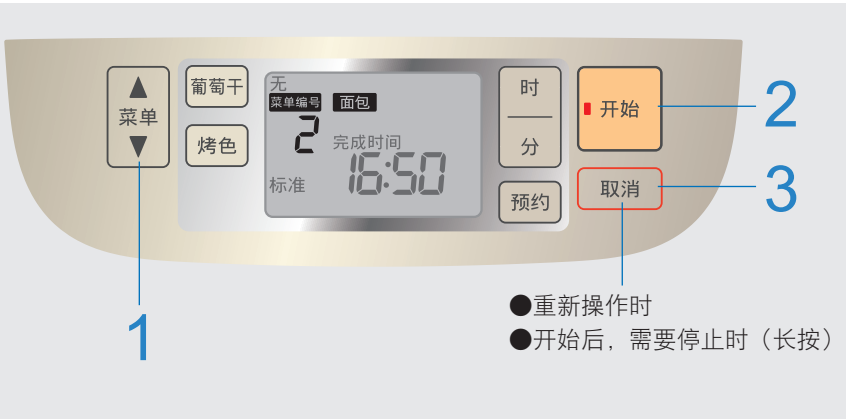 菜单
葡萄干
烤色
无
菜单编号 面包
2
完成时间
16:50
标准
时
分
预约
开始
取消
1
2
3
●重新操作时
●开始后，需要停止时（长按）